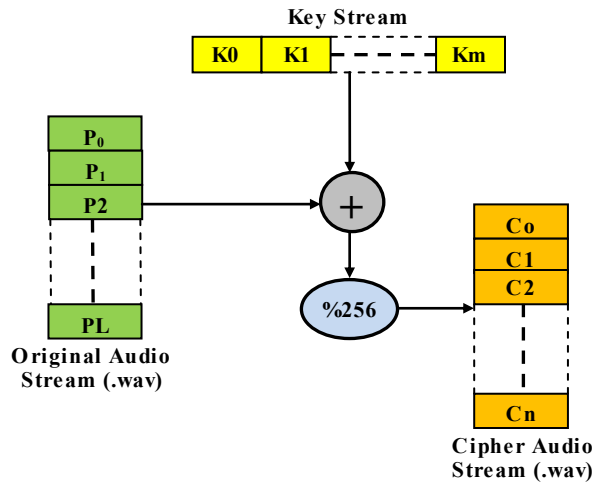 Key Stream
K0 K1 Km
P₀
P₁
P2
PL
Original Audio
Stream (.wav)
+
%256
Co
C1
C2
Cn
Cipher Audio
Stream (.wav)